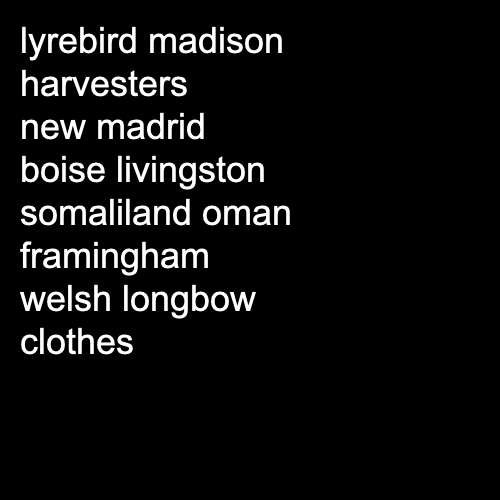 lyrebird madison
harvesters
new madrid
boise livingston
somaliland oman
framingham
welsh longbow
clothes